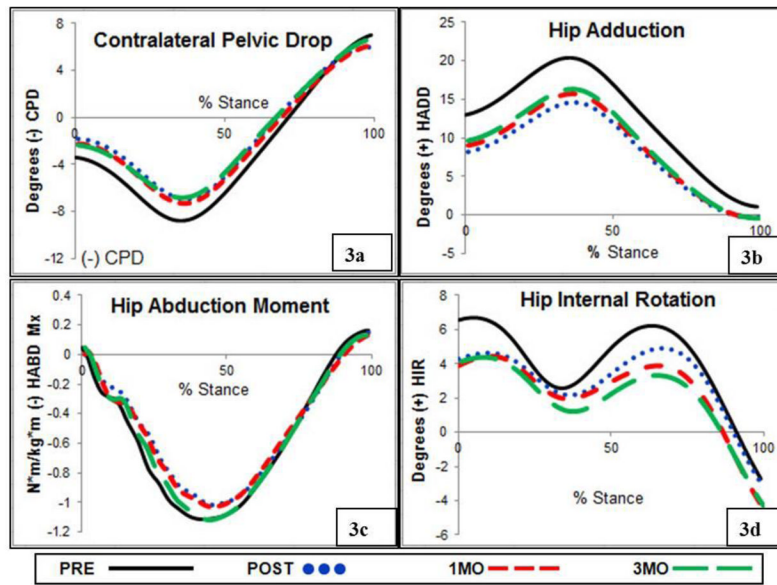 Contralateral Pelvic Drop
Degrees (-) CPD
8
4
0
-4
-8
-12
% Stance
50
100
(-) CPD
3a
Hip Adduction
Degrees (+) HADD
25
20
15
10
5
0
-5
0
50
100
% Stance
3b
Hip Abduction Moment
N*m/kg*m (-) HABD Mx
0.4
0.2
0
-0.2
-0.4
-0.6
-0.8
-1
-1.2
0
50
100
% Stance
3c
Hip Internal Rotation
Degrees (+) HIR
8
6
4
2
0
-2
-4
-6
0
50
100
% Stance
3d
PRE POST 1MO 3MO